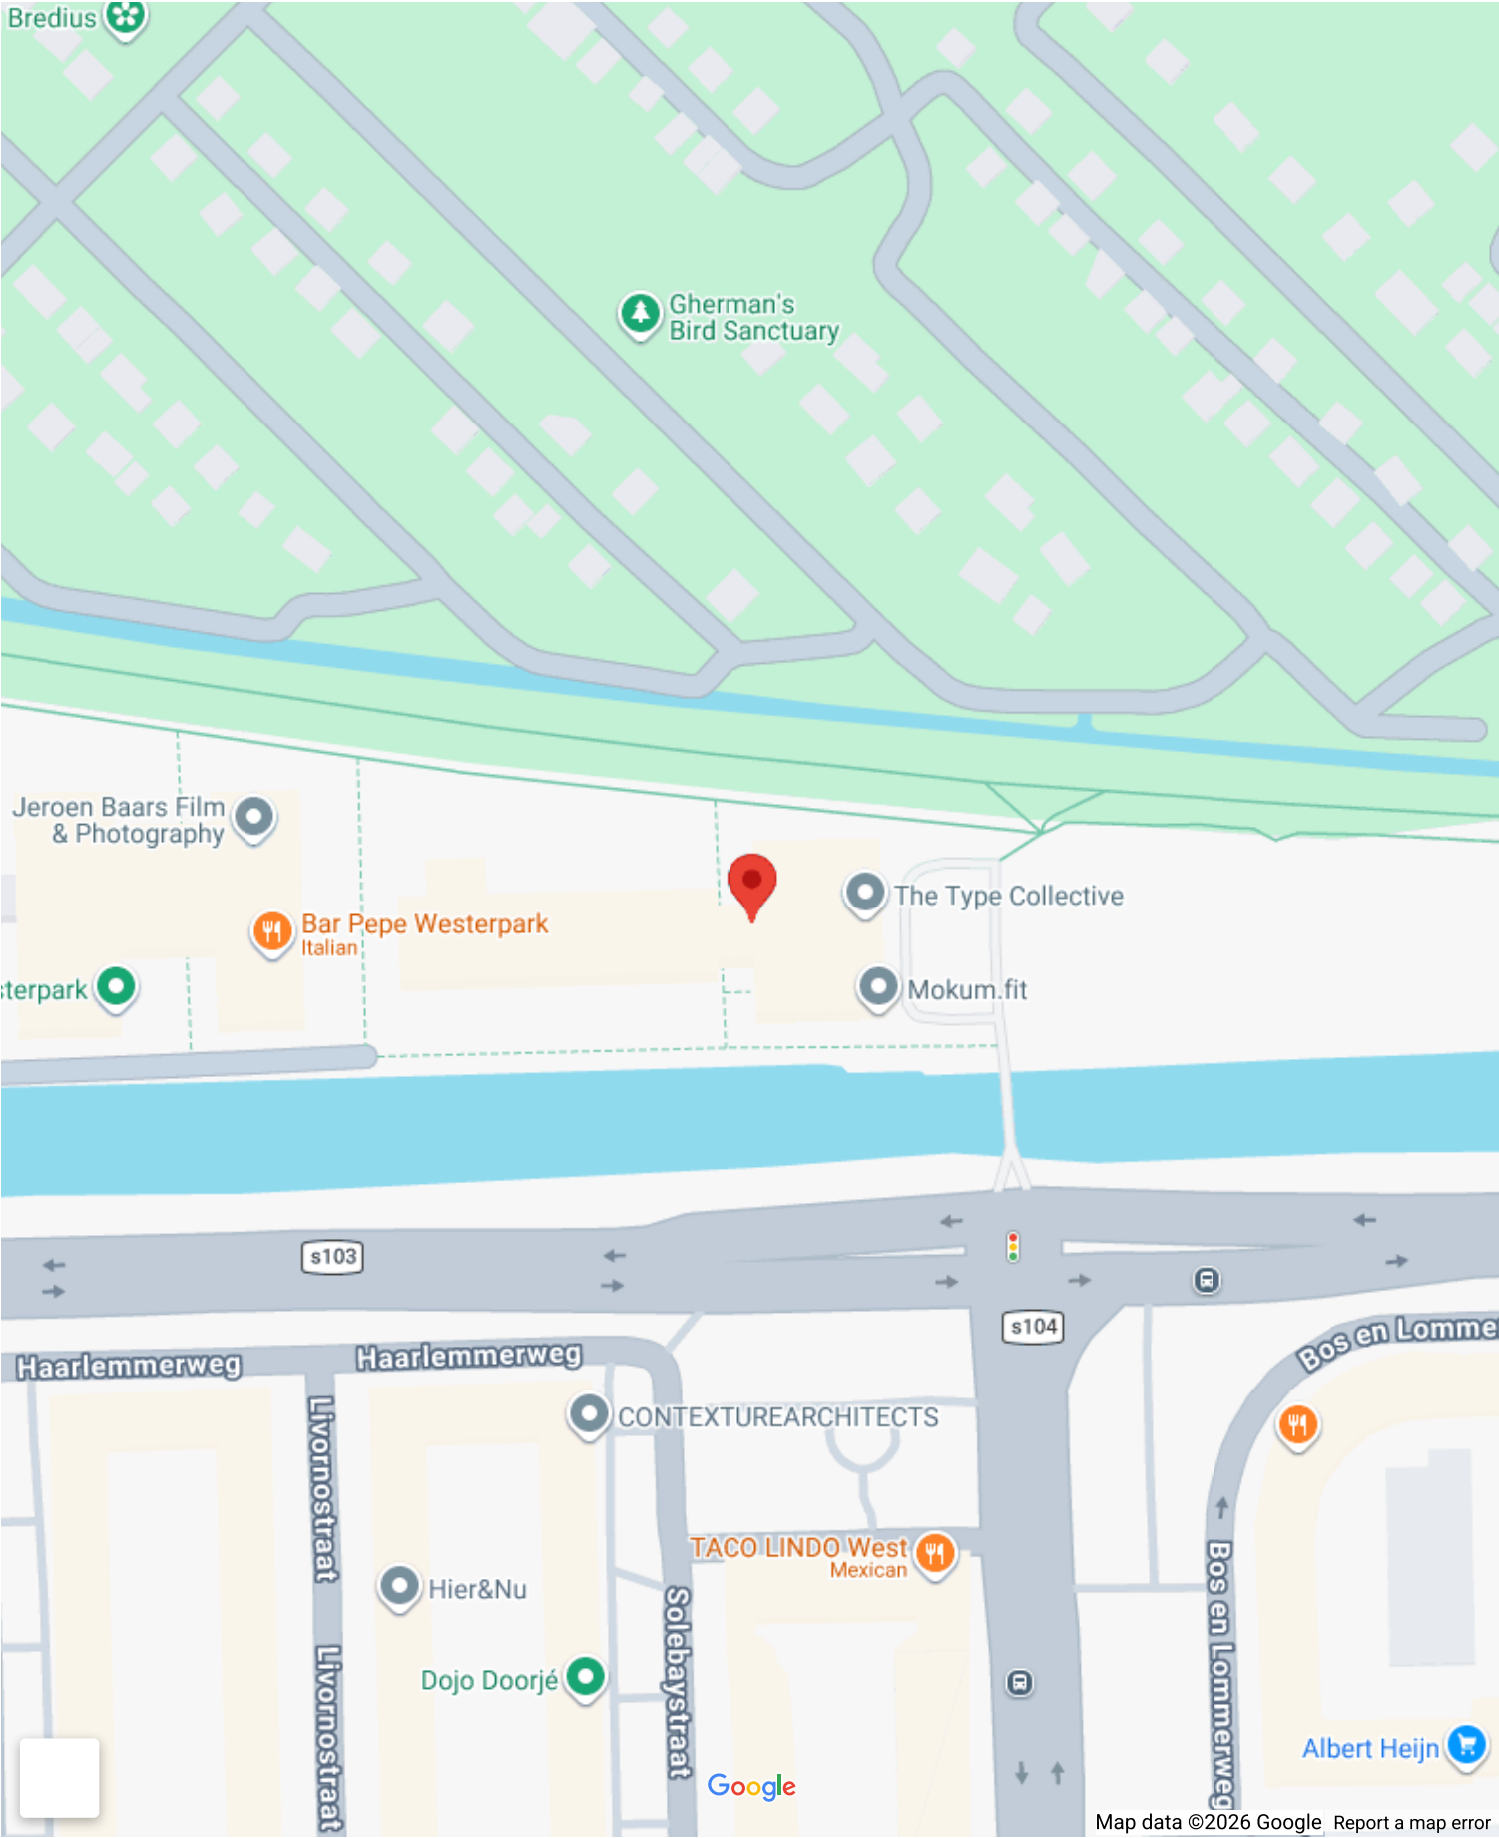 Bredius
Gherman's
Bird Sanctuary
Jeroen Baars Film
& Photography
The Type Collective
Bar Pepe Westerpark
Italian
sterpark
Mokum.fit
s103
s104
Haarlemmerweg
Haarlemmerweg
Bos en Lomme
Livornostraat
CONTEXTUREARCHITECTS
TACO LINDO West
Mexican
Hier&Nu
Bos en Lommerweg
Solebaystraat
Livornostraat
Dojo Doorjé
Albert Heijn
Google
Map data ©2026 Google
Report a map error